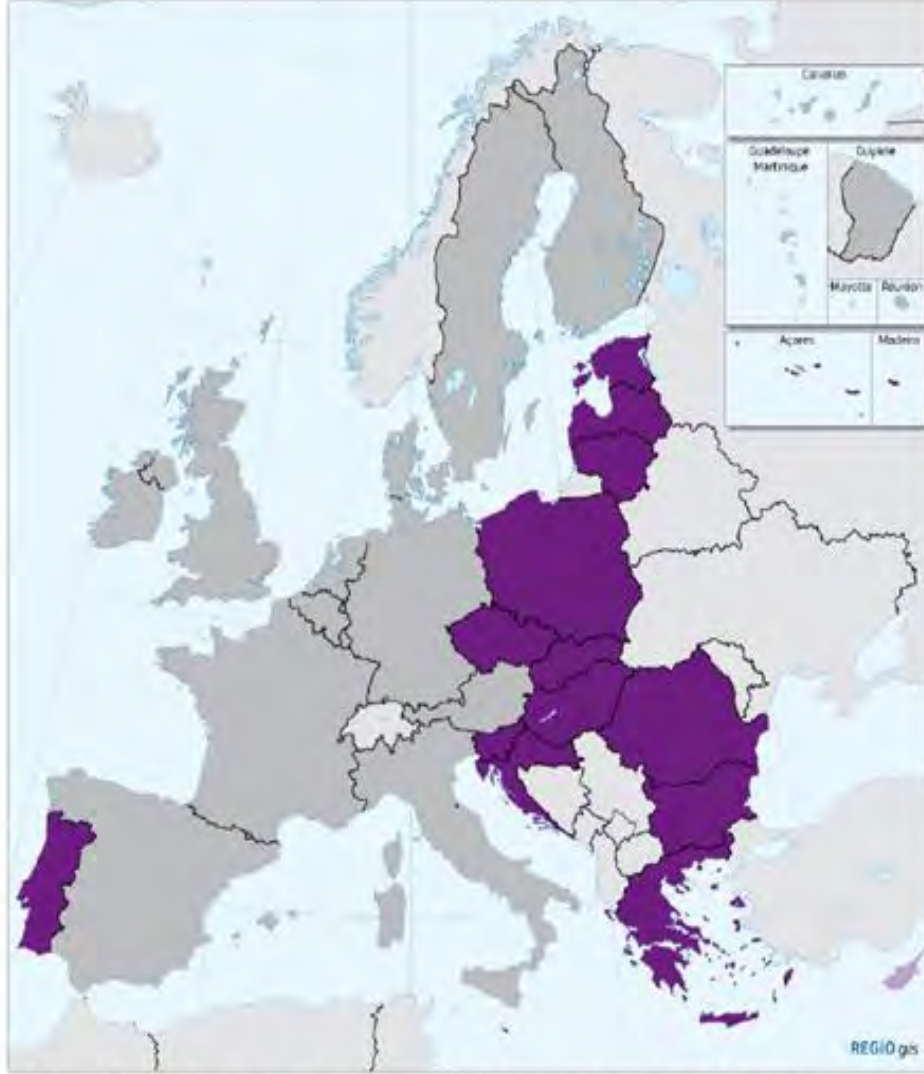 Canarias
Guadeloupe
Martinique
Guyane
Mayotte
Réunion
Açores
Madeira
REGIO gis